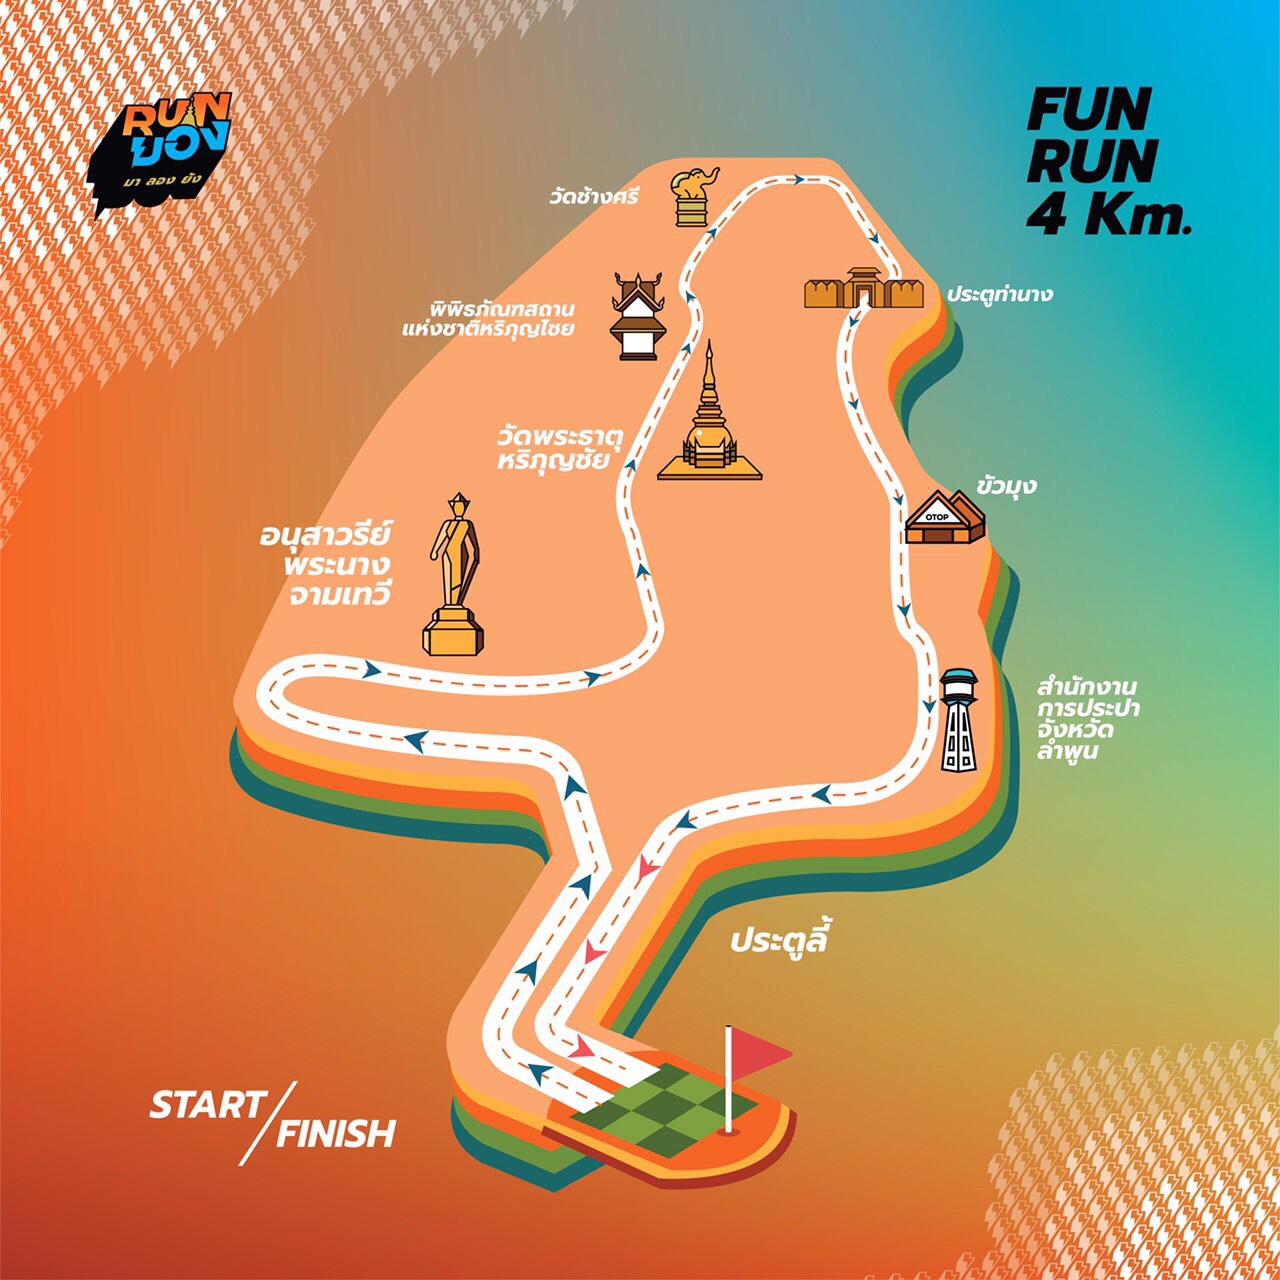 RUN
ยอง
มา ลอง ยัง
FUN
RUN
4 Km.
วัดช้างศรี
ประตูท่านาง
พิพิธภัณฑสถาน
แห่งชาติหริภุญไชย
วัดพระธาตุ
หริภุญชัย
ขัวมุง
OTOP
อนุสาวรีย์
พระนาง
จามเทวี
สำนักงาน
การประปา
จังหวัด
ลำพูน
ประตูลี้
START/
FINISH